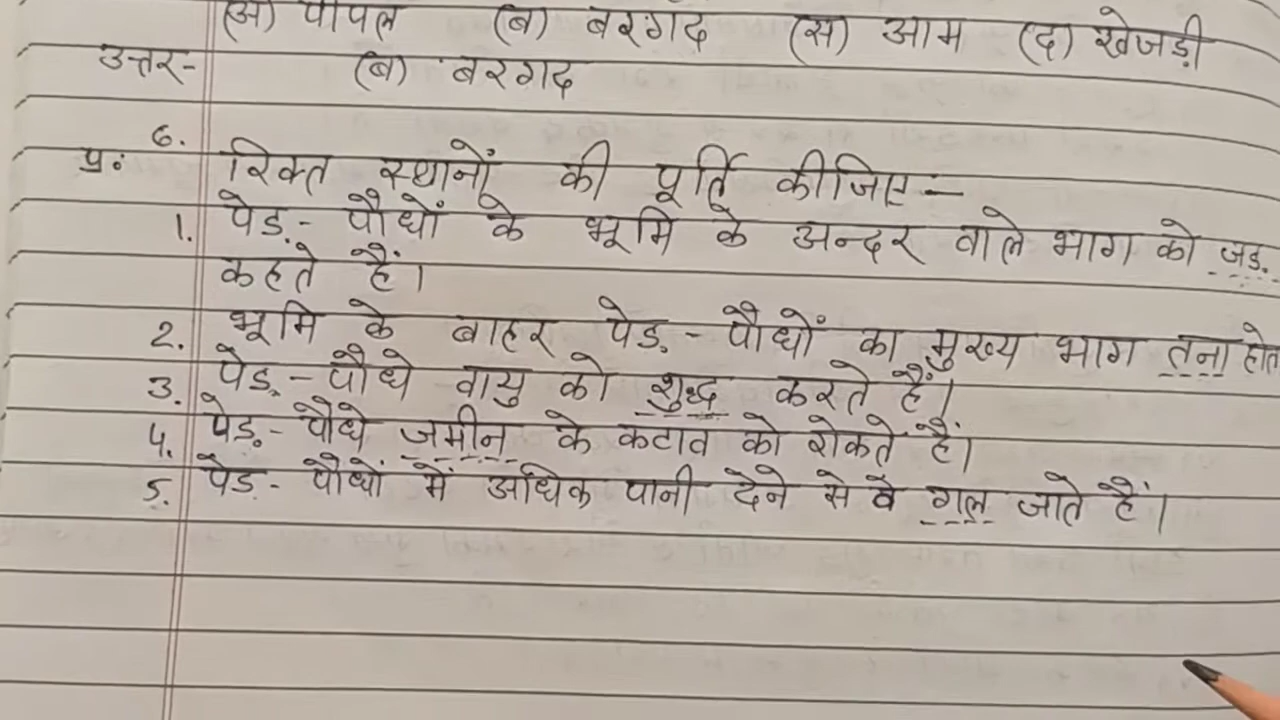 (अ) पीपल (ब) बरगद (स) आम (द) खेजड़ी
उत्तर- (ब) बरगद
प्र॰ 6. रिक्त स्थानों की पूर्ति कीजिए:-
1. पेड़-पौधों के भूमि के अन्दर वाले भाग को जड़
कहते हैं।
2. भूमि के बाहर पेड़-पौधों का मुख्य भाग तना होत
3. पेड़-पौधे वायु को शुद्ध करते हैं।
4. पेड़-पौधे जमीन के कटाव को रोकते हैं।
5. पेड़-पौधों में अधिक पानी देने से वे गल जाते हैं।